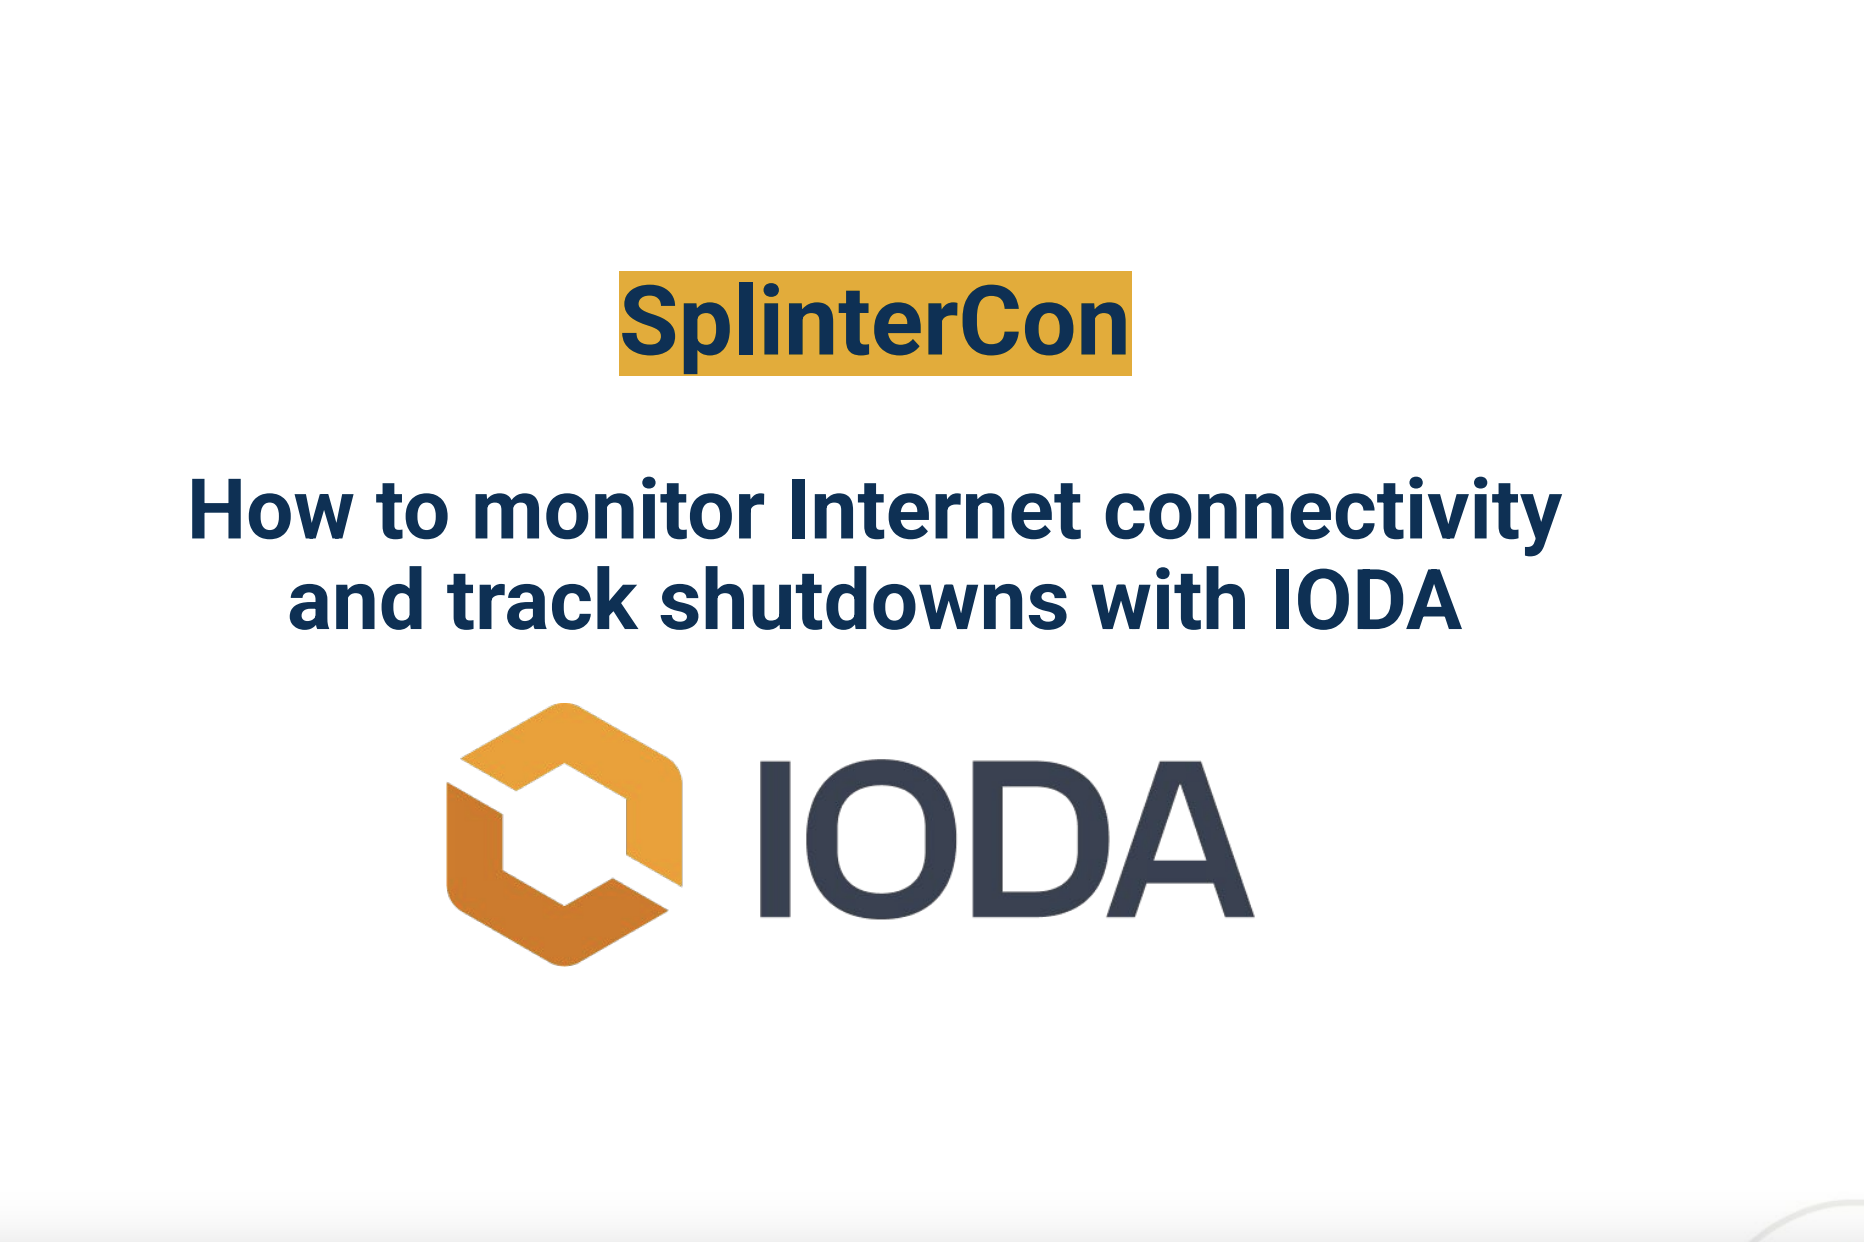 SplinterCon
How to monitor Internet connectivity
and track shutdowns with IODA
IODA